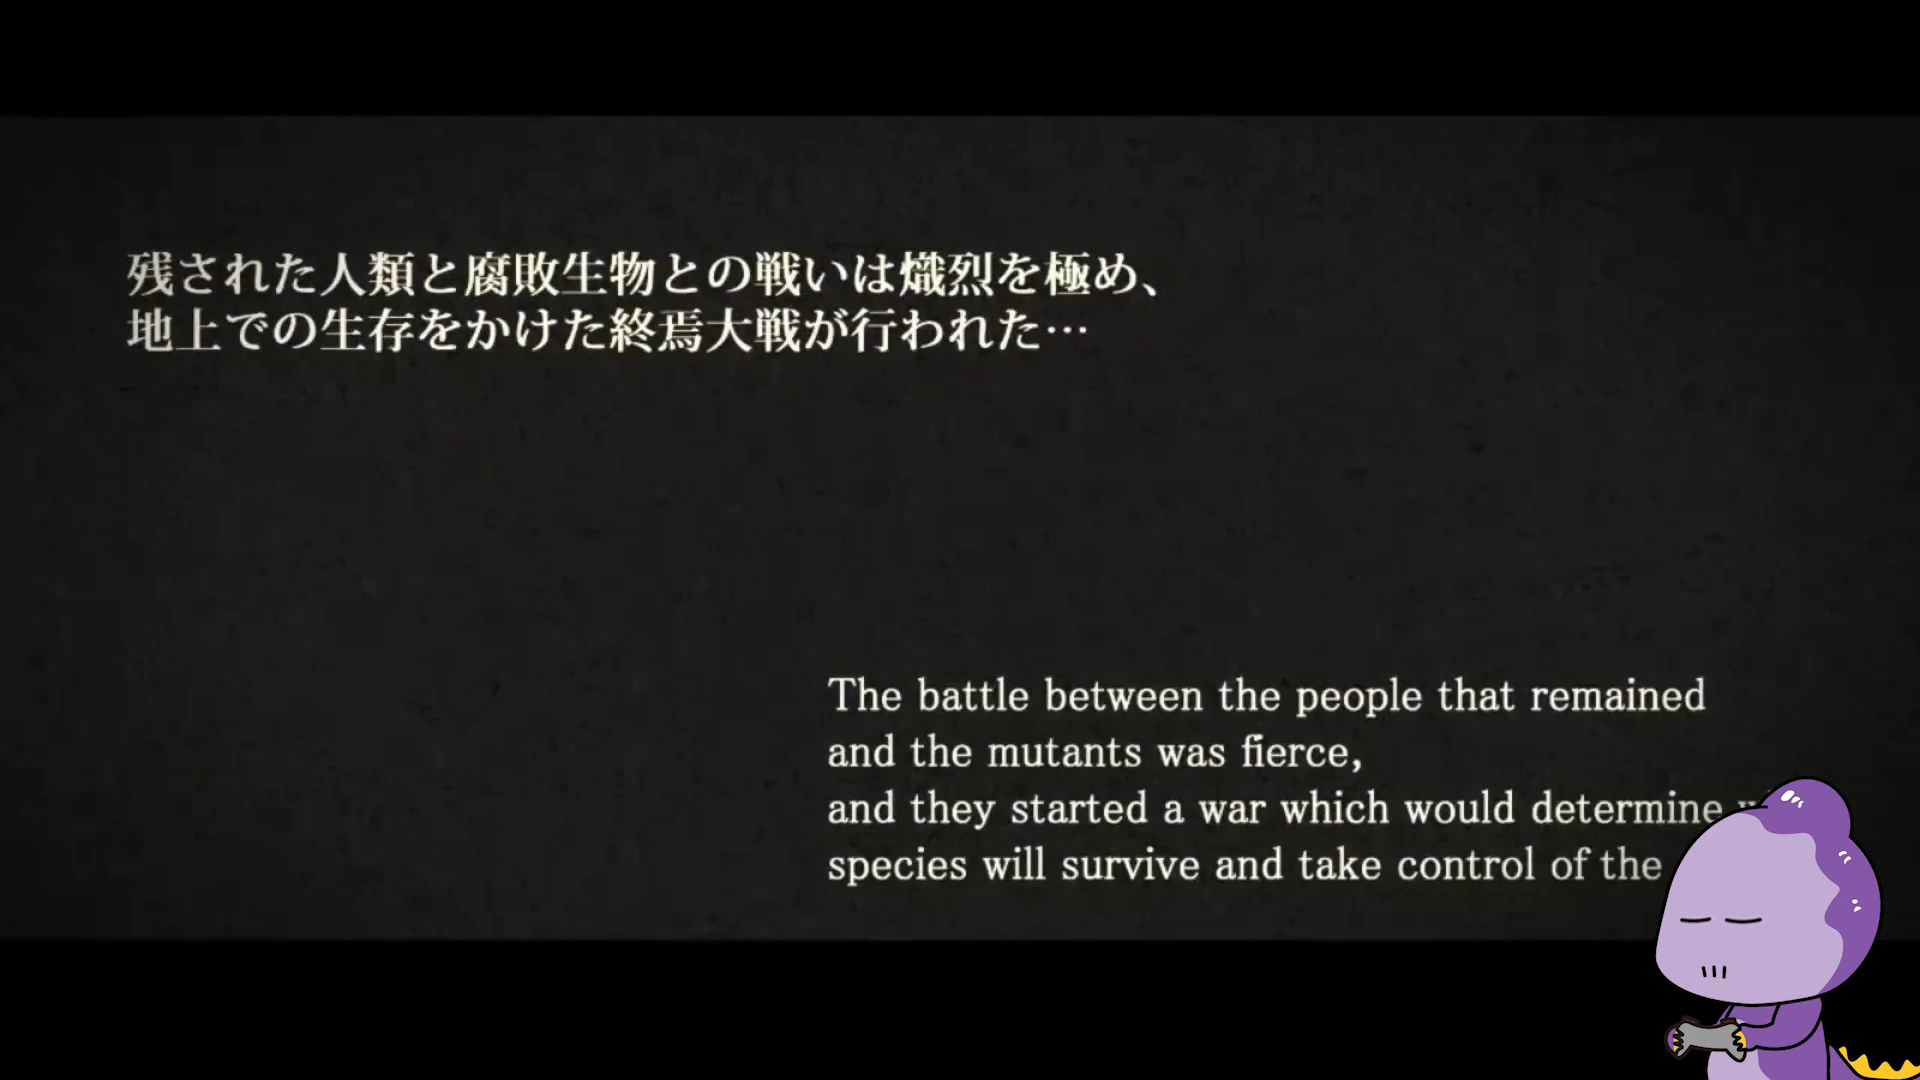 残された人類と腐敗生物との戦いは熾烈を極め、
地上での生存をかけた終焉大戦が行われた…
The battle between the people that remained
and the mutants was fierce,
and they started a war which would determine
species will survive and take control of the